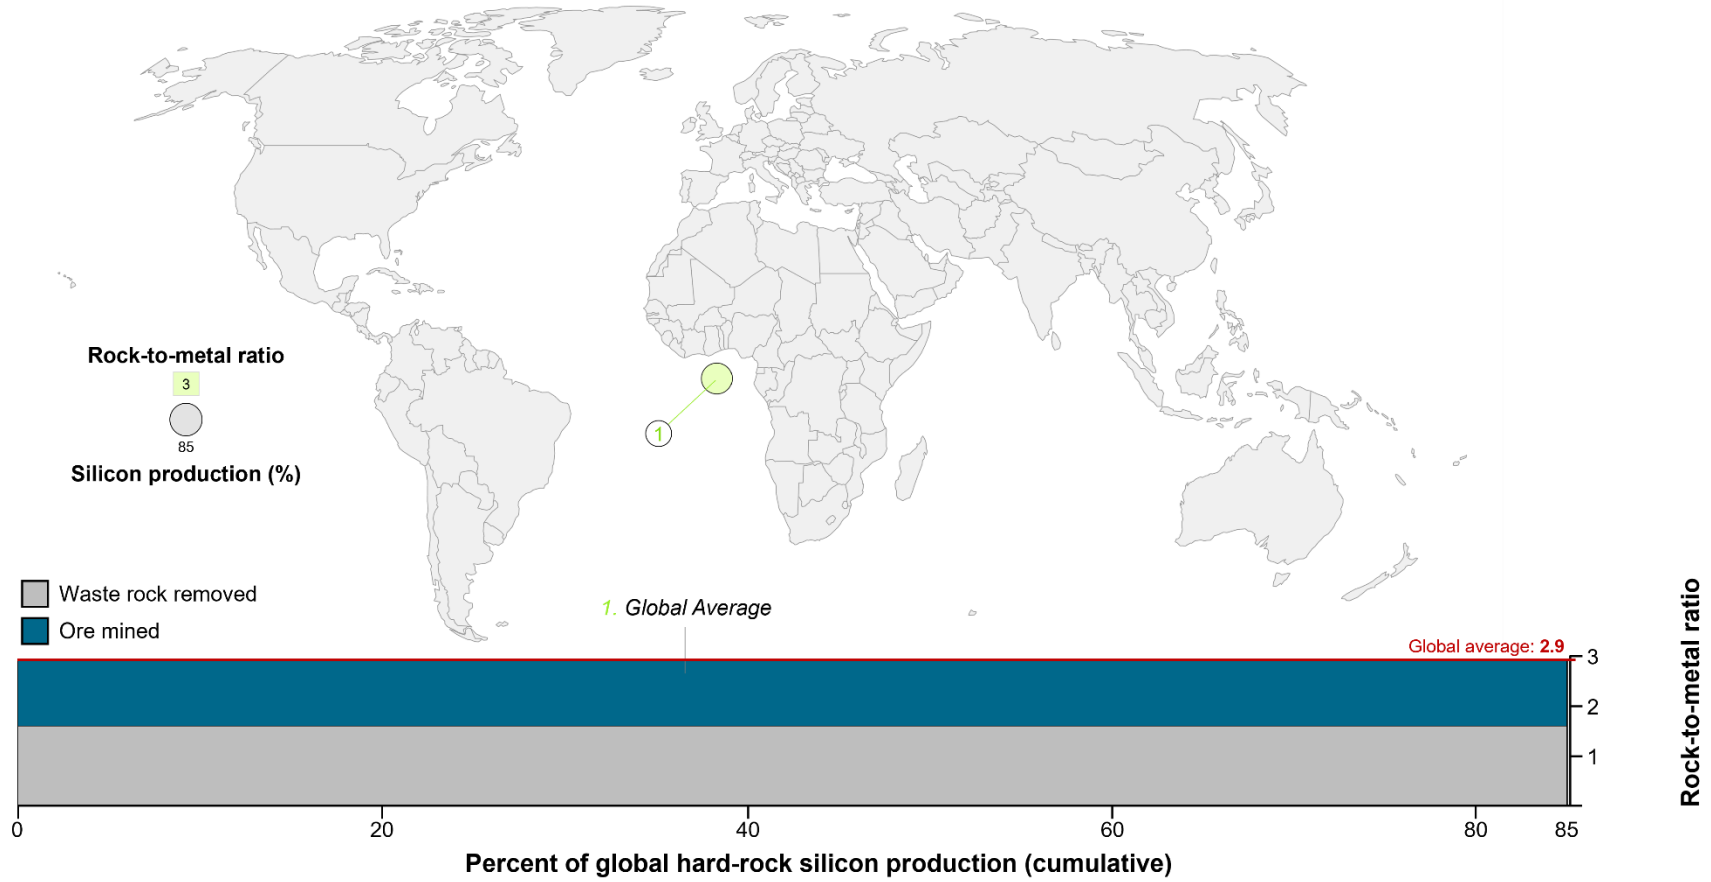 Rock-to-metal ratio
3
85
Silicon production (%)
1
Waste rock removed
Ore mined
1. Global Average
Global average: 2.9
3
2
1
Rock-to-metal ratio
0
20
40
60
80
85
Percent of global hard-rock silicon production (cumulative)